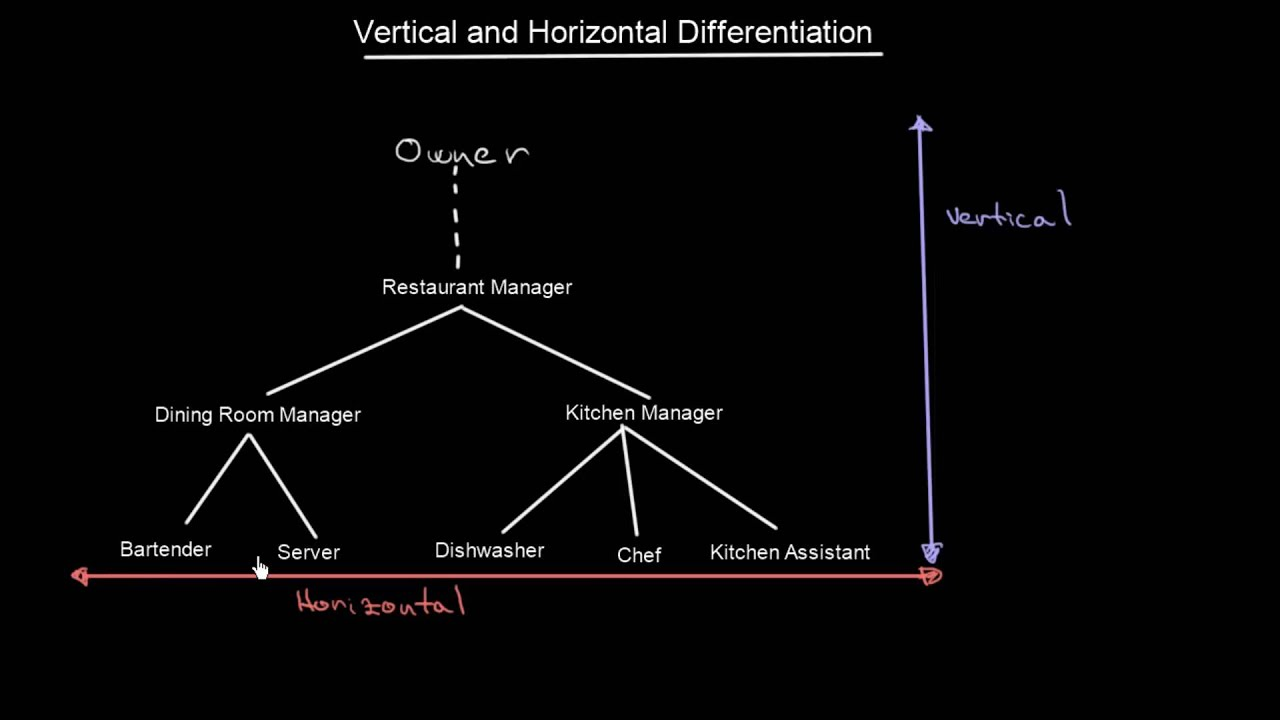 Vertical and Horizontal Differentiation
Owner
vertical
Restaurant Manager
Dining Room Manager
Kitchen Manager
Bartender
Server
Dishwasher
Chef
Kitchen Assistant
Horizontal